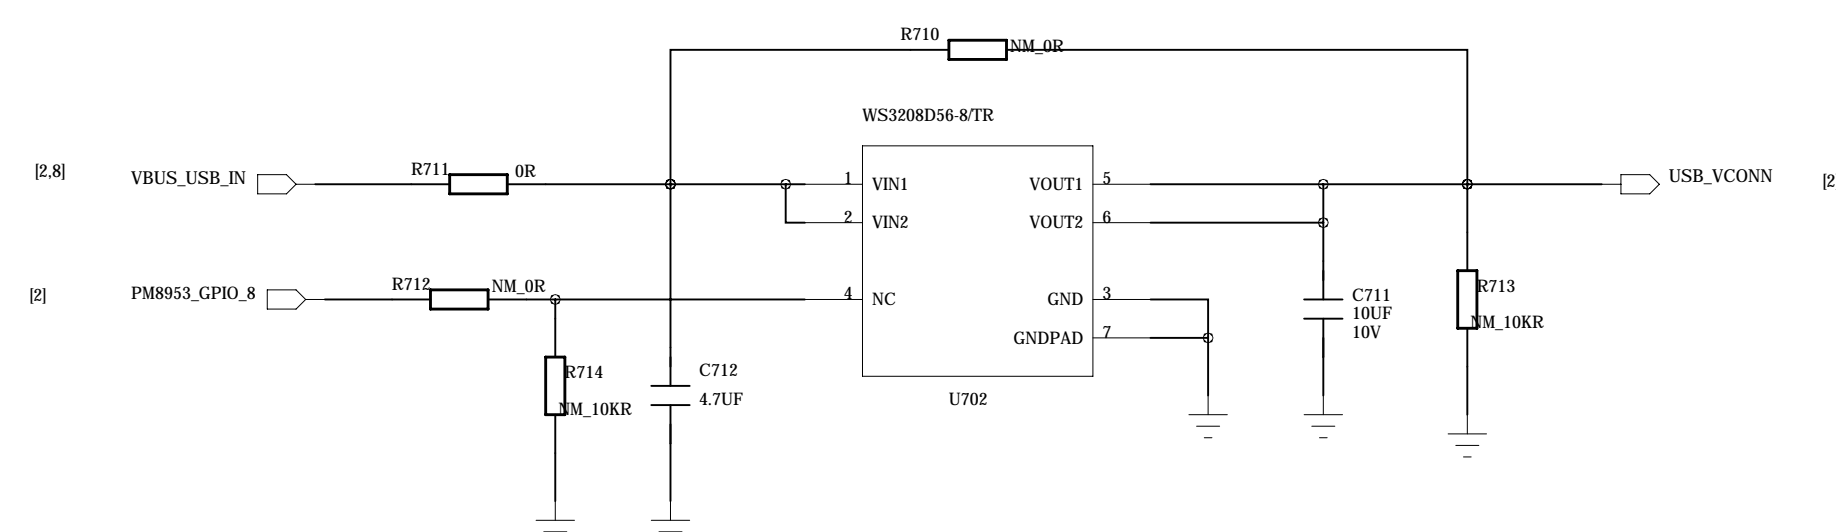 R710
NM_0R
WS3208D56-8/TR
[2,8]
VBUS_USB_IN
R711
0R
1
VIN1
VOUT1
5
USB_VCONN
[2
2
VIN2
VOUT2
6
[2]
PM8953_GPIO_8
R712
NM_0R
4
NC
GND
3
C711
10UF
10V
R713
NM_10KR
GNDPAD
7
R714
NM_10KR
C712
4.7UF
U702